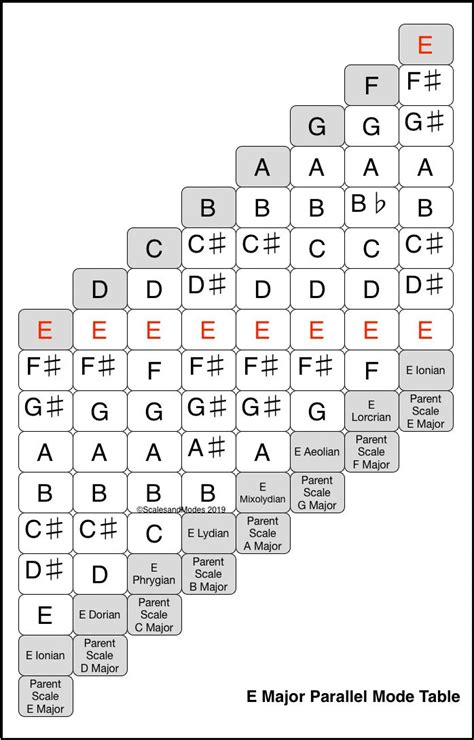 E
F F♯
G G G♯
A A A A
B B B B♭ B
C C♯ C♯ C C C♯
D D D♯ D D D D♯
E E E E E E E E
F♯ F♯ F F♯ F♯ F♯ F E Ionian
G♯ G G G♯ G♯ G
E
Lorcrian
Parent
Scale
E Major
A A A A♯ A E Aeolian
Parent
Scale
F Major
B B B B
E
Mixolydian
Parent
Scale
G Major
©ScalesandModes 2019
C♯ C♯ C E Lydian
Parent
Scale
A Major
D♯ D
E
Phrygian
Parent
Scale
B Major
E E Dorian
Parent
Scale
C Major
E Ionian
Parent
Scale
D Major
Parent
Scale
E Major
E Major Parallel Mode Table